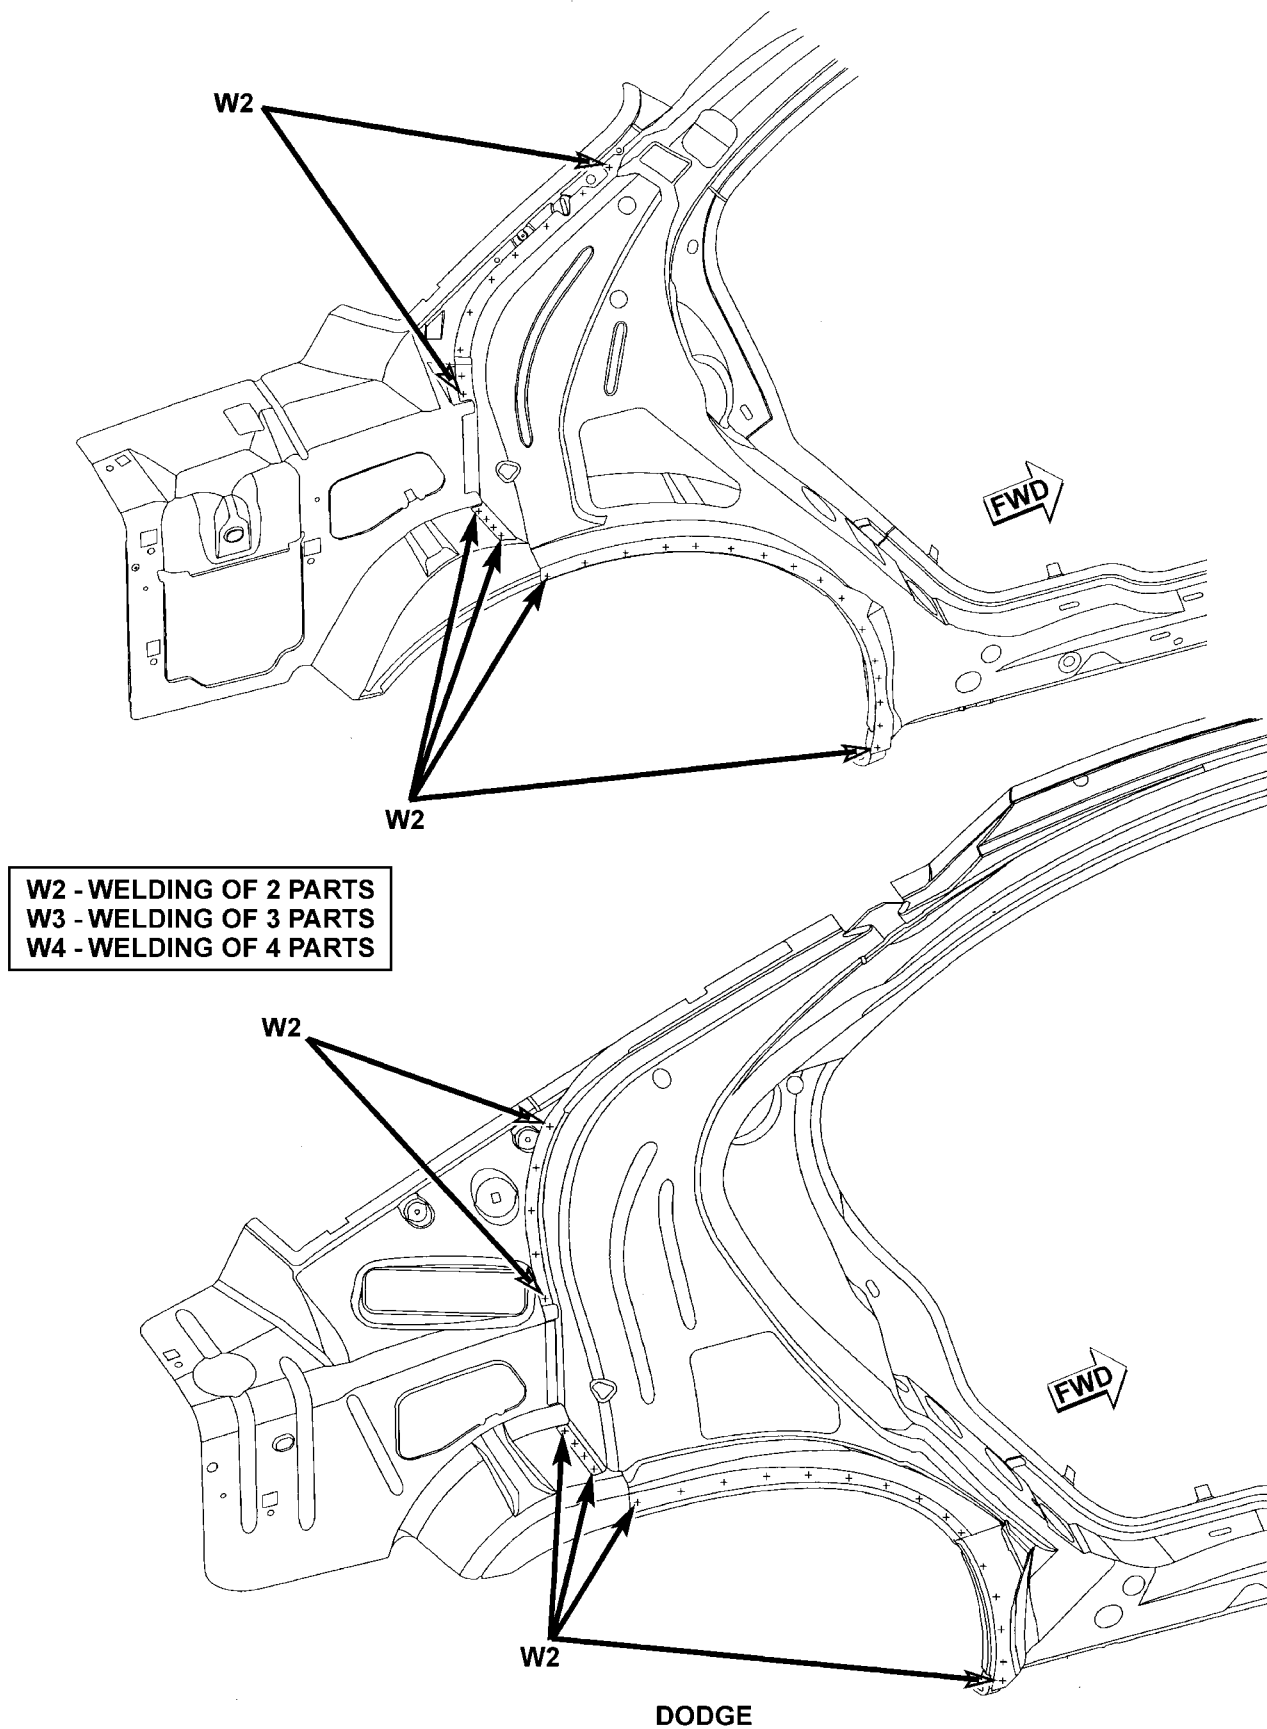 W2
FWD
W2
W2 - WELDING OF 2 PARTS
W3 - WELDING OF 3 PARTS
W4 - WELDING OF 4 PARTS
W2
FWD
W2
DODGE